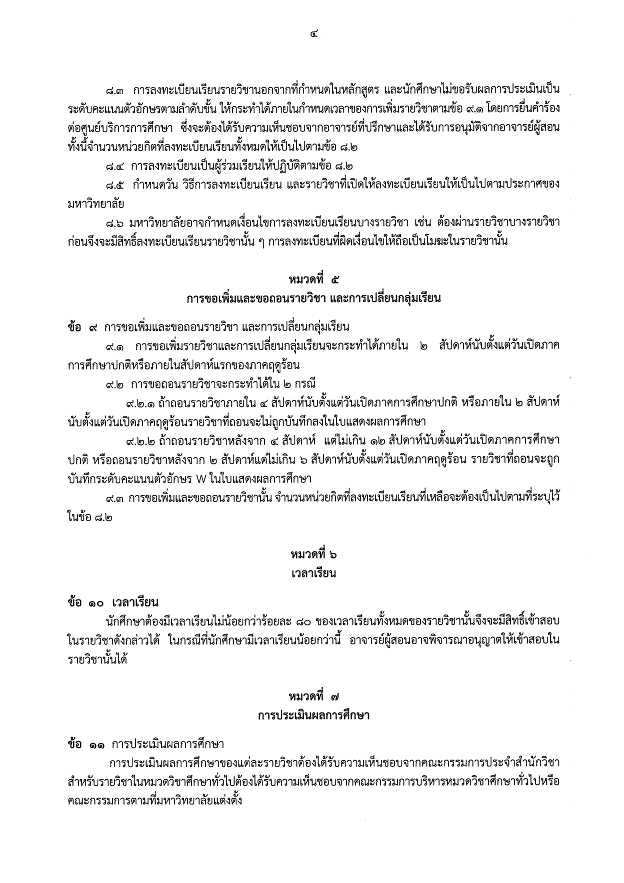 ๔
๘.๓ การลงทะเบียนเรียนรายวิชานอกจากที่กำหนดในหลักสูตร และนักศึกษาไม่ขอรับผลการประเมินเป็น
ระดับคะแนนตัวอักษรตามลำดับขั้น ให้กระทำได้ภายในกำหนดเวลาของการเพิ่มรายวิชาตามข้อ ๙.๑ โดยการยื่นคำร้อง
ต่อศูนย์บริการการศึกษา ซึ่งจะต้องได้รับความเห็นชอบจากอาจารย์ที่ปรึกษาและได้รับการอนุมัติจากอาจารย์ผู้สอน
ทั้งนี้จำนวนหน่วยกิตที่ลงทะเบียนเรียนทั้งหมดให้เป็นไปตามข้อ ๘.๒
๘.๔ การลงทะเบียนเป็นผู้ร่วมเรียนให้ปฏิบัติตามข้อ ๘.๒
๘.๕ กำหนดวัน วิธีการลงทะเบียนเรียน และรายวิชาที่เปิดให้ลงทะเบียนเรียนให้เป็นไปตามประกาศของ
มหาวิทยาลัย
๘.๖ มหาวิทยาลัยอาจกำหนดเงื่อนไขการลงทะเบียนเรียนบางรายวิชา เช่น ต้องผ่านรายวิชาบางรายวิชา
ก่อนจึงจะมีสิทธิ์ลงทะเบียนเรียนรายวิชานั้น ๆ การลงทะเบียนที่ผิดเงื่อนไขให้ถือเป็นโมฆะในรายวิชานั้น
หมวดที่ ๕
การขอเพิ่มและขอถอนรายวิชา และการเปลี่ยนกลุ่มเรียน
ข้อ ๙ การขอเพิ่มและขอถอนรายวิชา และการเปลี่ยนกลุ่มเรียน
๙.๑ การขอเพิ่มรายวิชาและการเปลี่ยนกลุ่มเรียนจะกระทำได้ภายใน ๒ สัปดาห์นับตั้งแต่วันเปิดภาค
การศึกษาปกติหรือภายในสัปดาห์แรกของภาคฤดูร้อน
๙.๒ การขอถอนรายวิชาจะกระทำได้ใน ๒ กรณี
๙.๒.๑ ถ้าถอนรายวิชาภายใน ๔ สัปดาห์นับตั้งแต่วันเปิดภาคการศึกษาปกติ หรือภายใน ๒ สัปดาห์
นับตั้งแต่วันเปิดภาคฤดูร้อนรายวิชาที่ถอนจะไม่ถูกบันทึกลงในใบแสดงผลการศึกษา
๙.๒.๒ ถ้าถอนรายวิชาหลังจาก ๔ สัปดาห์ แต่ไม่เกิน ๑๒ สัปดาห์นับตั้งแต่วันเปิดภาคการศึกษา
ปกติ หรือถอนรายวิชาหลังจาก ๒ สัปดาห์แต่ไม่เกิน ๖ สัปดาห์นับตั้งแต่วันเปิดภาคฤดูร้อน รายวิชาที่ถอนจะถูก
บันทึกระดับคะแนนตัวอักษร W ในใบแสดงผลการศึกษา
๙.๓ การขอเพิ่มและขอถอนรายวิชานั้น จำนวนหน่วยกิตที่ลงทะเบียนเรียนที่เหลือจะต้องเป็นไปตามที่ระบุไว้
ในข้อ ๘.๒
หมวดที่ ๖
เวลาเรียน
ข้อ ๑๐ เวลาเรียน
นักศึกษาต้องมีเวลาเรียนไม่น้อยกว่าร้อยละ ๘๐ ของเวลาเรียนทั้งหมดของรายวิชานั้นจึงจะมีสิทธิ์เข้าสอบ
ในรายวิชาดังกล่าวได้ ในกรณีที่นักศึกษามีเวลาเรียนน้อยกว่านี้ อาจารย์ผู้สอนอาจพิจารณาอนุญาตให้เข้าสอบใน
รายวิชานั้นได้
หมวดที่ ๗
การประเมินผลการศึกษา
ข้อ ๑๑ การประเมินผลการศึกษา
การประเมินผลการศึกษาของแต่ละรายวิชาต้องได้รับความเห็นชอบจากคณะกรรมการประจำสำนักวิชา
สำหรับรายวิชาในหมวดวิชาศึกษาทั่วไปต้องได้รับความเห็นชอบจากคณะกรรมการบริหารหมวดวิชาศึกษาทั่วไปหรือ
คณะกรรมการตามที่มหาวิทยาลัยแต่งตั้ง